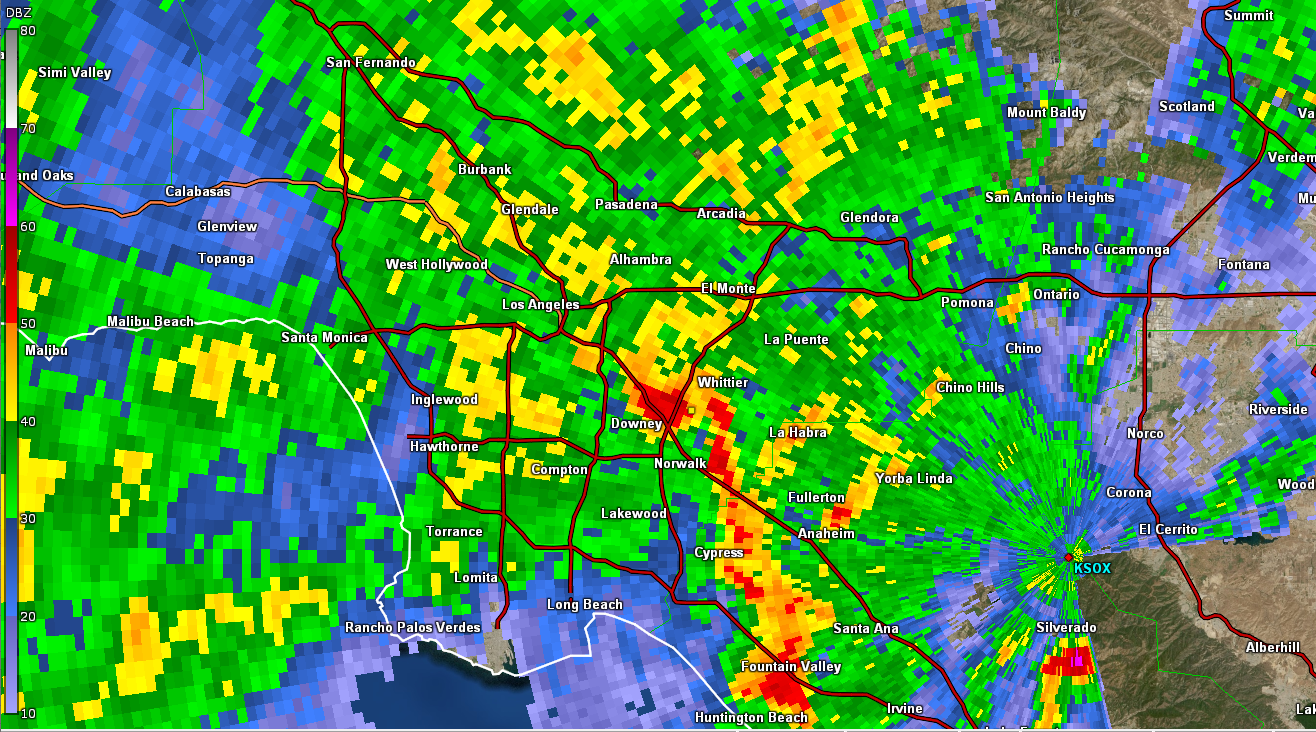 DBZ
80
Summit
Simi Valley
San Fernando
Mount Baldy
Scotland
Va
70
Verdem
Burbank
and Oaks
Calabasas
San Antonio Heights
Mu
Glendale
Pasadena
Arcadia
Glendora
60
Glenview
Rancho Cucamonga
Topanga
West Hollywood
Alhambra
Fontana
El Monte
Ontario
Los Angeles
Pomona
50
Malibu Beach
Santa Monica
La Puente
Malibu
Chino
Whittier
Chino Hills
Inglewood
Riverside
40
Downey
La Habra
Norco
Hawthorne
Compton
Norwalk
Yorba Linda
Wood
Fullerton
Corona
30
Lakewood
Torrance
Anaheim
El Cerrito
Cypress
KSOX
Lomita
Long Beach
20
Rancho Palos Verdes
Santa Ana
Silverado
Alberhill
Fountain Valley
10
Huntington Beach
Irvine
Lak